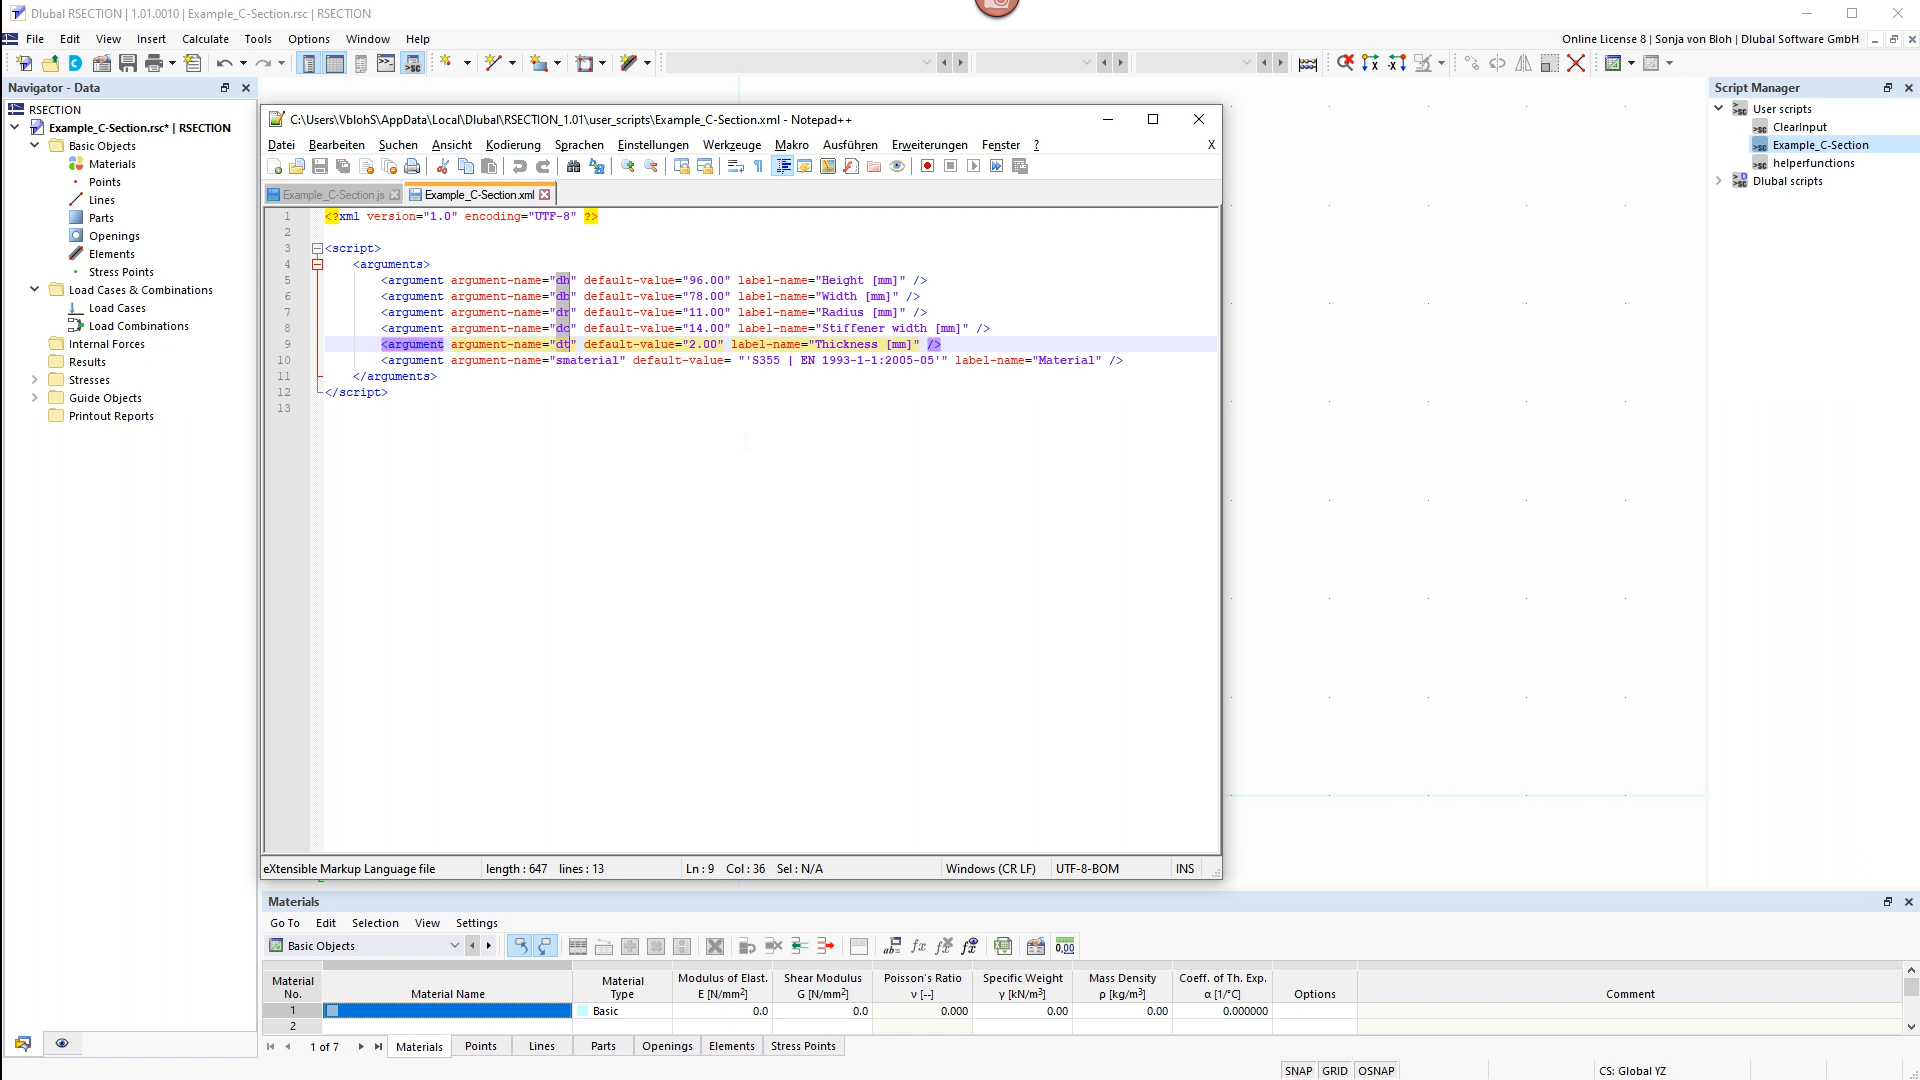 Dlubal RSECTION | 1.01.0010 | Example_C-Section.rsc | RSECTION
File Edit View Insert Calculate Tools Options Window Help
Online License 8 | Sonja von Bloh | Dlubal Software GmbH
Navigator - Data
RSECTION
Example_C-Section.rsc* | RSECTION
Basic Objects
Materials
Points
Lines
Parts
Openings
Elements
Stress Points
Load Cases & Combinations
Load Cases
Load Combinations
Internal Forces
Results
Stresses
Guide Objects
Printout Reports
C:\Users\VblohS\AppData\Local\Dlubal\RSECTION_1.01\user_scripts\Example_C-Section.xml - Notepad++
Datei Bearbeiten Suchen Ansicht Kodierung Sprachen Einstellungen Werkzeuge Makro Ausführen Erweiterungen Fenster ? X
Example_C-Section.js Example_C-Section.xml
1 <?xml version="1.0" encoding="UTF-8" ?>
2
3 <script>
4 <arguments>
5 <argument argument-name="dh" default-value="96.00" label-name="Height [mm]" />
6 <argument argument-name="db" default-value="78.00" label-name="Width [mm]" />
7 <argument argument-name="dr" default-value="11.00" label-name="Radius [mm]" />
8 <argument argument-name="dc" default-value="14.00" label-name="Stiffener width [mm]" />
9 <argument argument-name="dt" default-value="2.00" label-name="Thickness [mm]" />
10 <argument argument-name="smaterial" default-value= "'S355 | EN 1993-1-1:2005-05'" label-name="Material" />
11 </arguments>
12 </script>
13
eXtensible Markup Language file length : 647 lines : 13 Ln : 9 Col : 36 Sel : N/A Windows (CR LF) UTF-8-BOM INS
Script Manager
User scripts
ClearInput
Example_C-Section
helperfunctions
Dlubal scripts
Materials
Go To Edit Selection View Settings
Basic Objects
Material No. Material Name Material Type Modulus of Elast. E [N/mm2] Shear Modulus G [N/mm2] Poisson's Ratio ν [--] Specific Weight γ [kN/m3] Mass Density ρ [kg/m3] Coeff. of Th. Exp. α [1/°C] Options Comment
1 Basic 0.0 0.0 0.000 0.00 0.00 0.000000
2
1 of 7 Materials Points Lines Parts Openings Elements Stress Points
SNAP GRID OSNAP CS: Global YZ